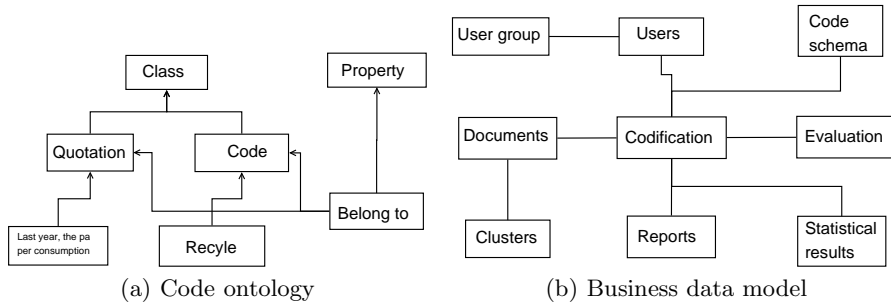 Class
Property
Quotation
Code
Belong to
Last year, the pa
per consumption
Recyle
(a) Code ontology
User group
Users
Code
schema
Documents
Codification
Evaluation
Clusters
Reports
Statistical
results
(b) Business data model